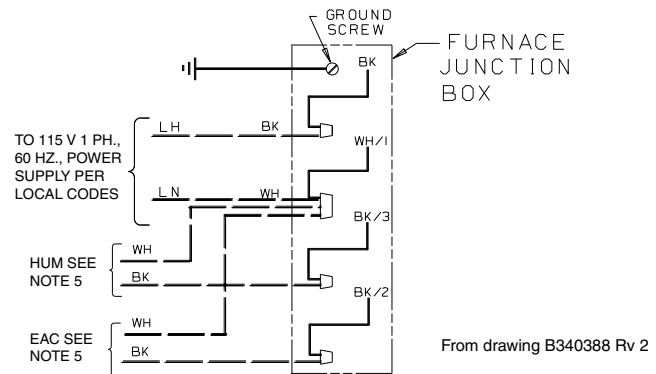 GROUND
SCREW
FURNACE
JUNCTION
BOX
BK
TO 115 V 1 PH.,
60 HZ., POWER
SUPPLY PER
LOCAL CODES
LH
BK
WH/1
LN
WH
BK/3
HUM SEE
NOTE 5
WH
BK
BK/2
EAC SEE
NOTE 5
WH
BK
From drawing B340388 Rv 2